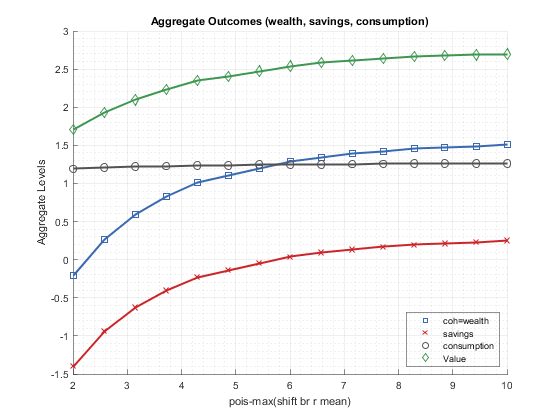 Aggregate Outcomes (wealth, savings, consumption)
3
2.5
2
1.5
1
0.5
0
-0.5
-1
-1.5
Aggregate Levels
coh=wealth
savings
consumption
Value
2 3 4 5 6 7 8 9 10
pois-max(shift br r mean)